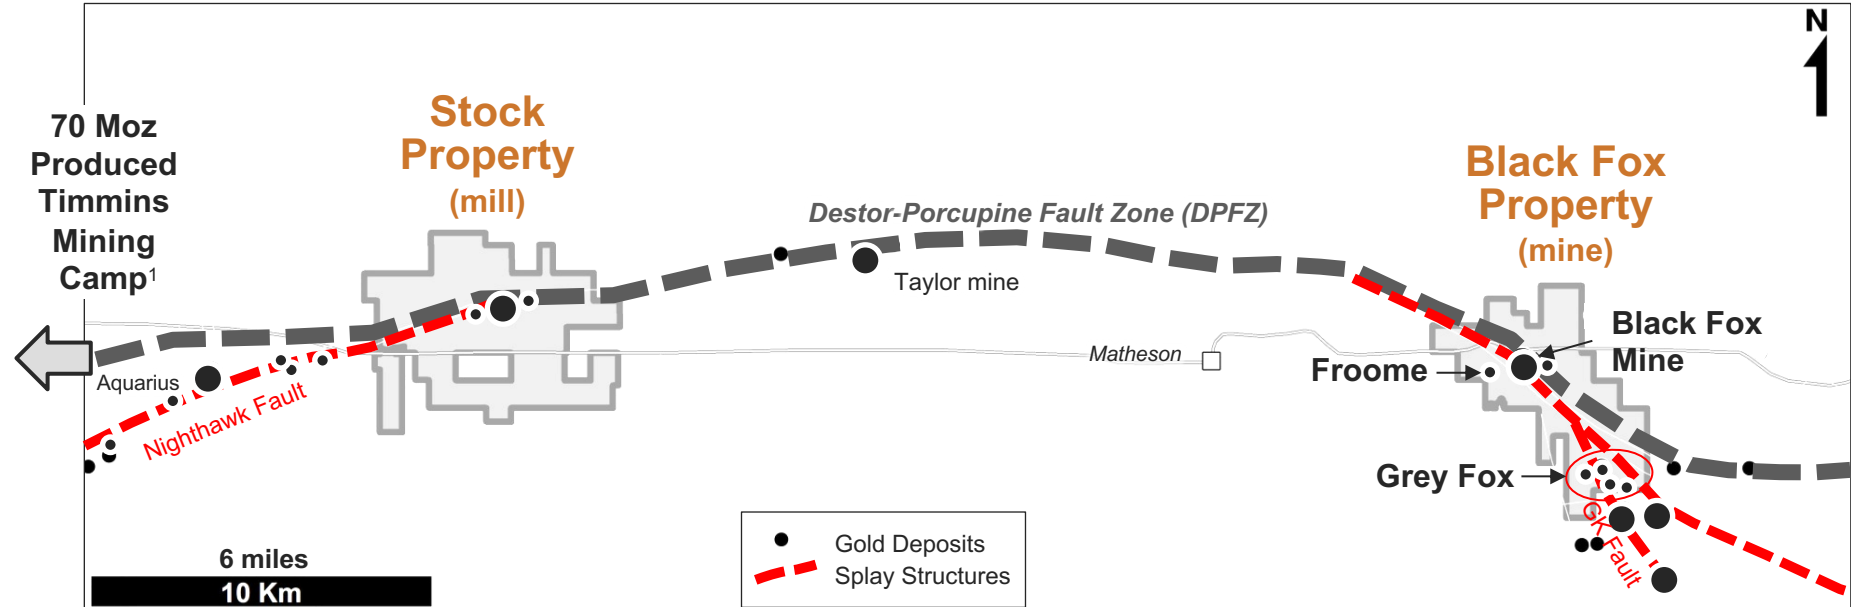 N
70 Moz
Produced
Timmins
Mining
Camp¹
Stock
Property
(mill)
Destor-Porcupine Fault Zone (DPFZ)
Black Fox
Property
(mine)
Taylor mine
Matheson
Black Fox
Mine
Froome
Aquarius
Nighthawk Fault
Grey Fox
GK Fault
6 miles
10 Km
Gold Deposits
Splay Structures